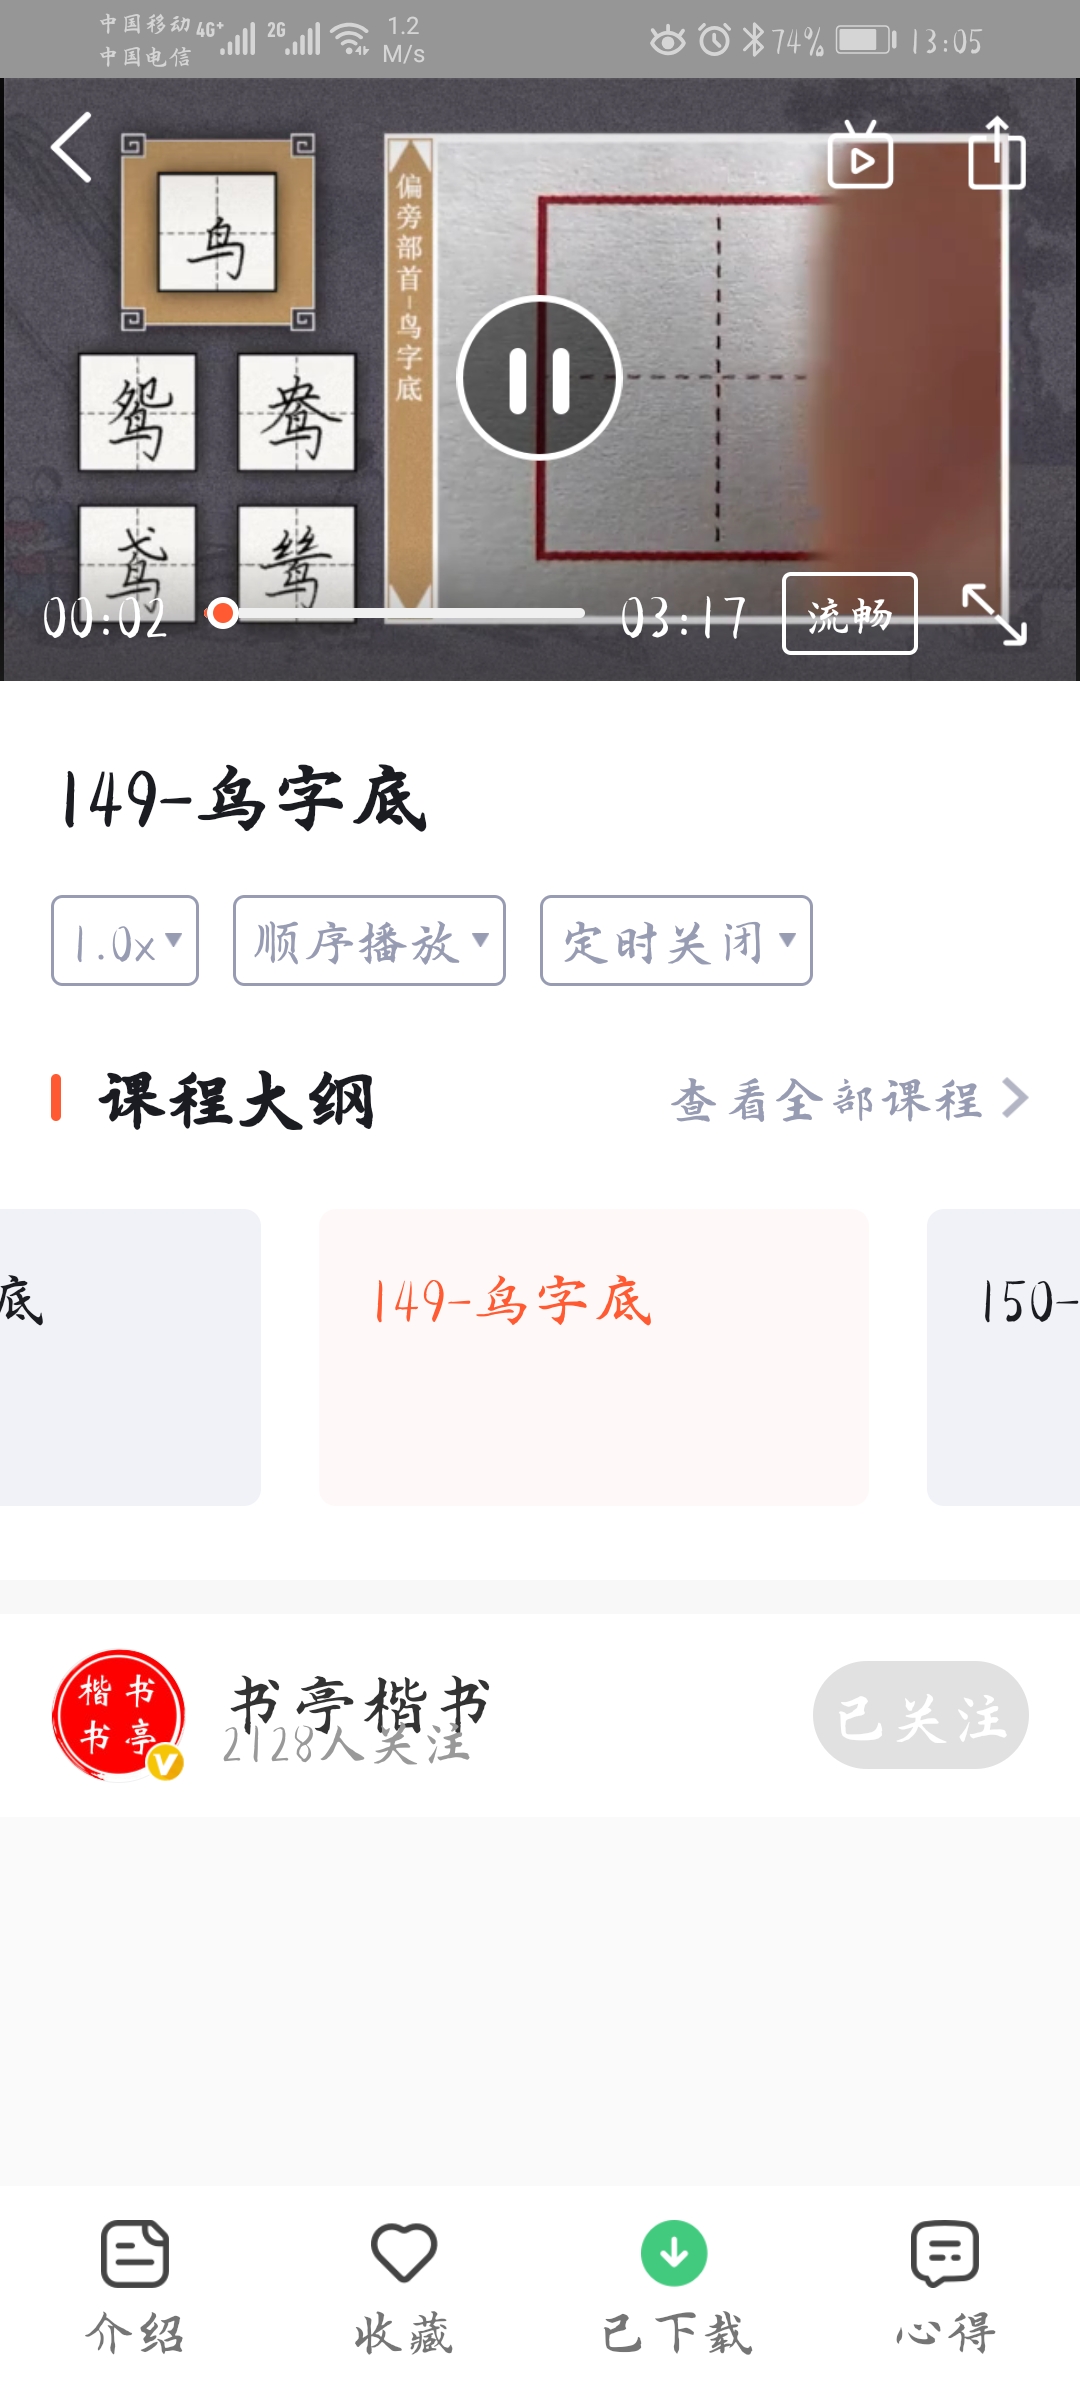 中国移动 4G+ 2G 1.2
中国电信 M/s
74% 13:05
鸟
鸳 鸯
鸢 莺
偏旁部首-鸟字底
00:02 03:17 流畅
149-鸟字底
1.0x 顺序播放 定时关闭
课程大纲 查看全部课程
底 149-鸟字底 150-
楷书
书亭
书亭楷书
2128人关注
已关注
介绍 收藏 已下载 心得